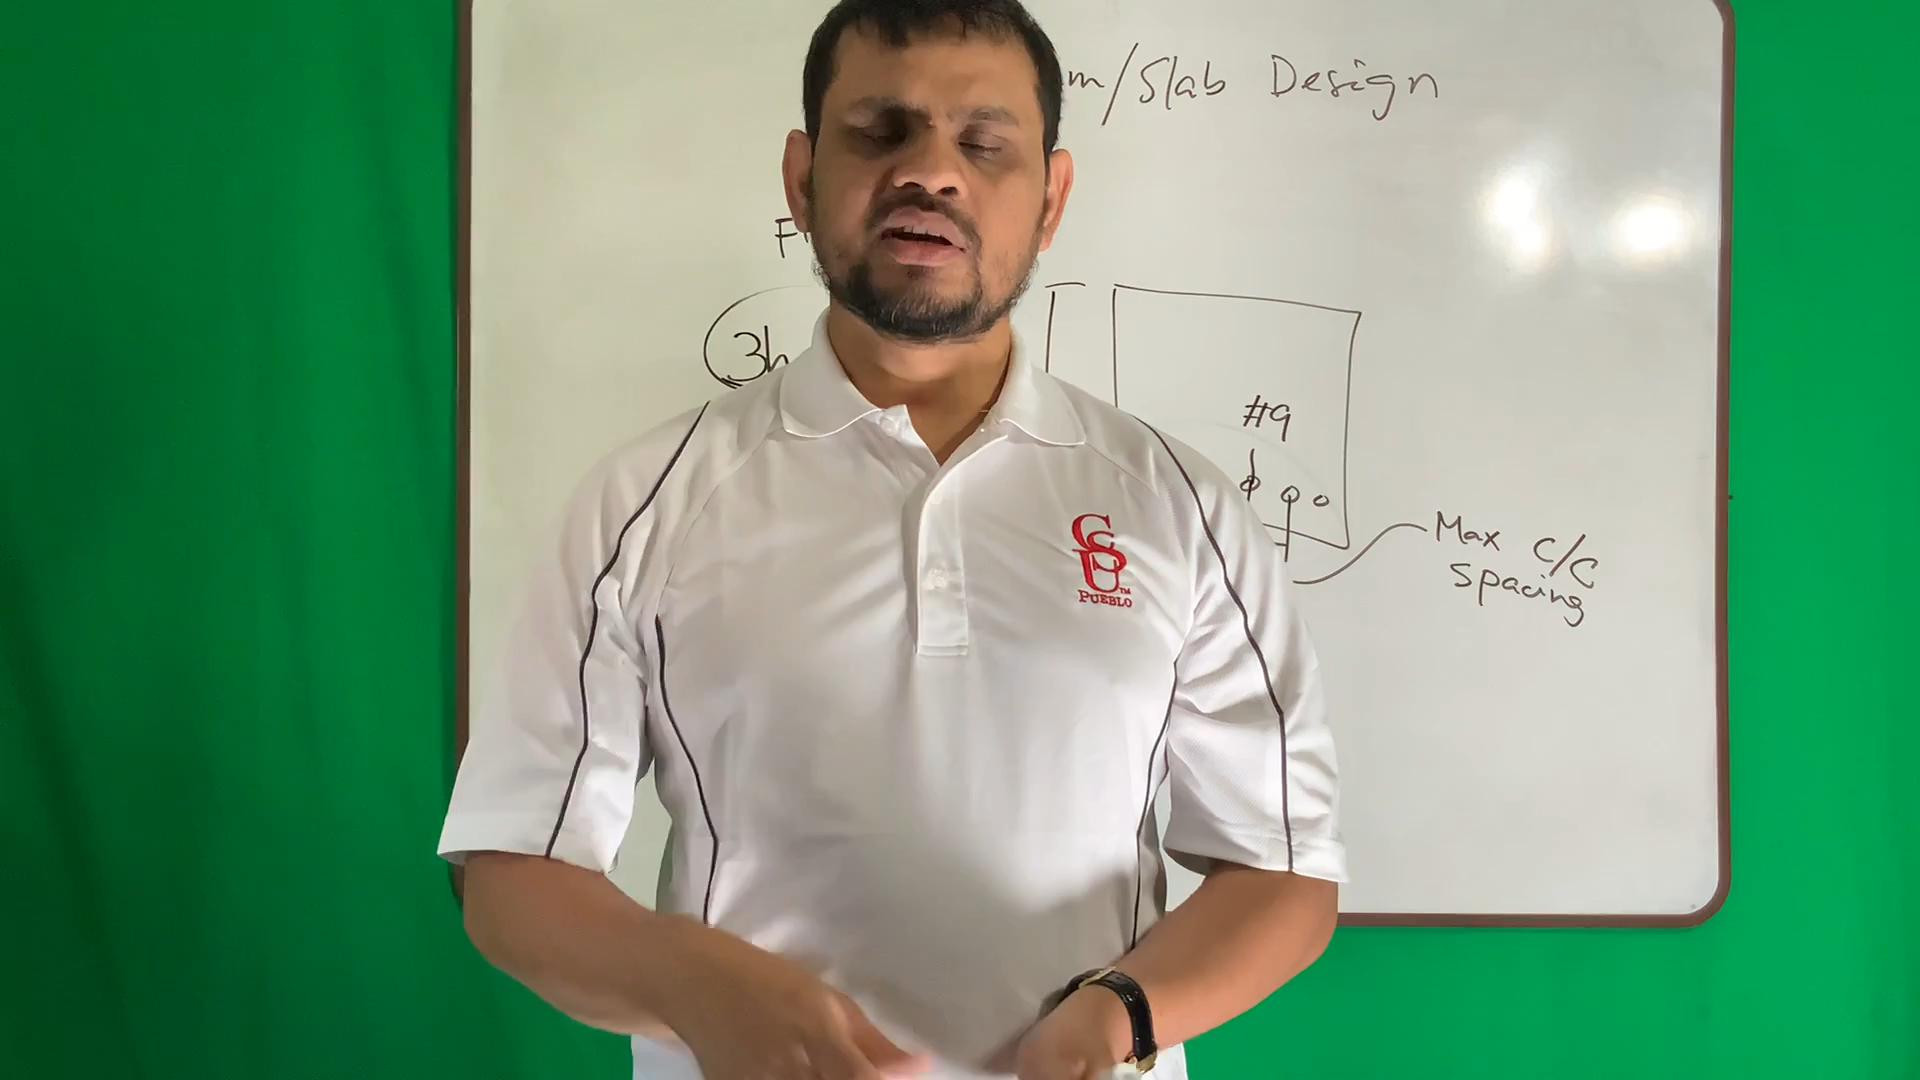 m/Slab Design
F
3h
#9
Max c/c
spacing
CSU
PUEBLO